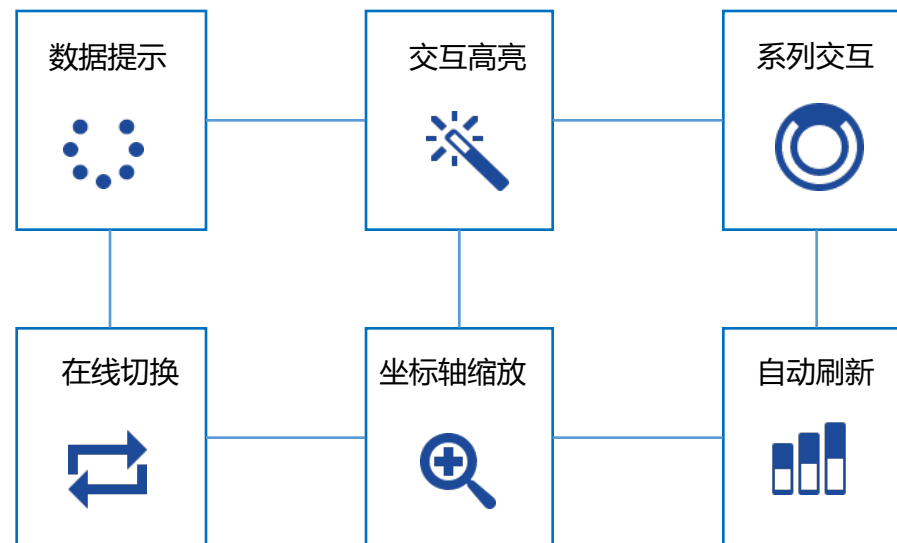 数据提示
交互高亮
系列交互
在线切换
坐标轴缩放
自动刷新